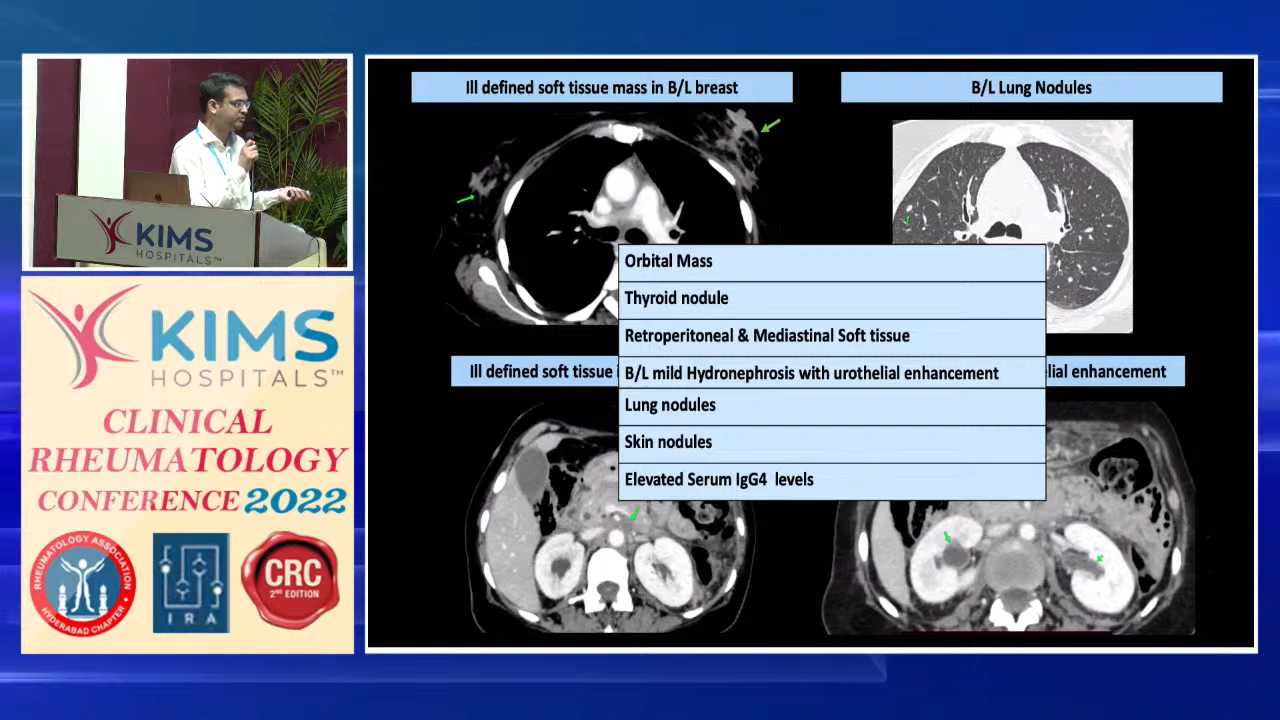 Ill defined soft tissue mass in B/L breast
B/L Lung Nodules
Orbital Mass
Thyroid nodule
Retroperitoneal & Mediastinal Soft tissue
Ill defined soft tissue
B/L mild Hydronephrosis with urothelial enhancement
lial enhancement
Lung nodules
Skin nodules
Elevated Serum IgG4 levels
KIMS
HOSPITALS™
KIMS
HOSPITALS™
CLINICAL
RHEUMATOLOGY
CONFERENCE 2022
RHEUMATOLOGY ASSOCIATION
HYDERABAD CHAPTER
IRA
CRC
2ND EDITION